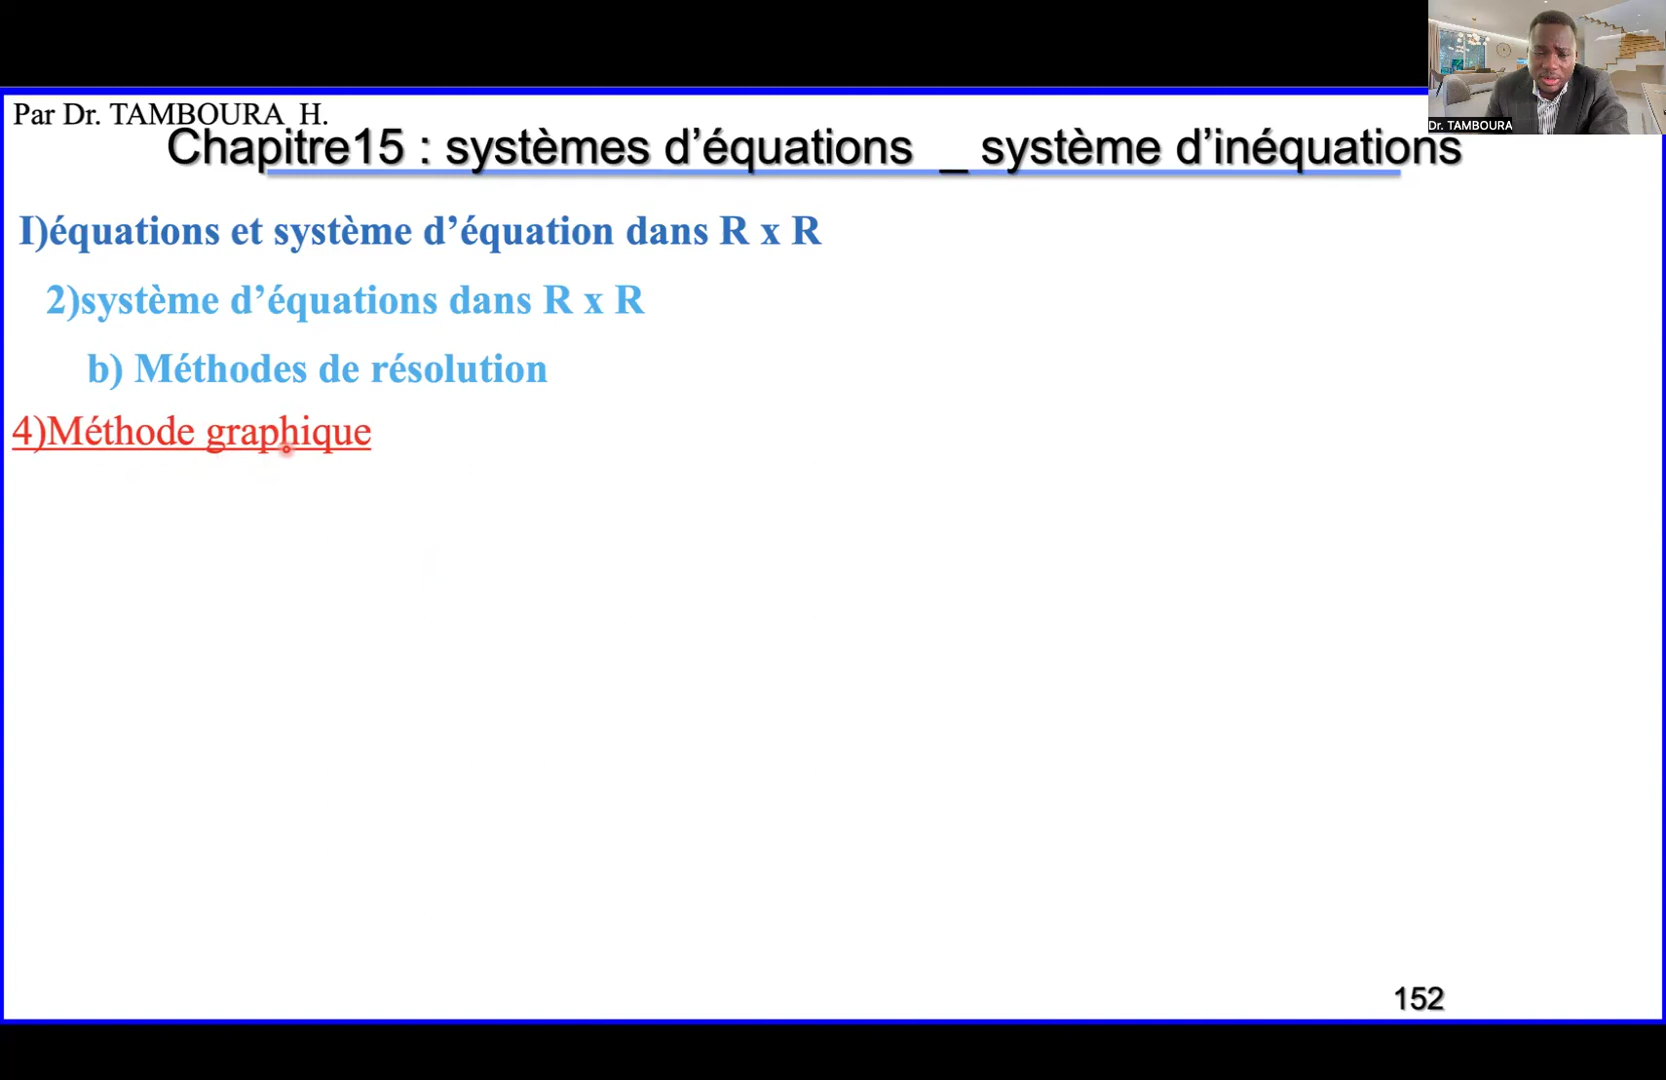 Par Dr. TAMBOURA H.
Dr. TAMBOURA
Chapitre15 : systèmes d’équations _ système d’inéquations
I)équations et système d’équation dans R x R
2)système d’équations dans R x R
b) Méthodes de résolution
4)Méthode graphique
152